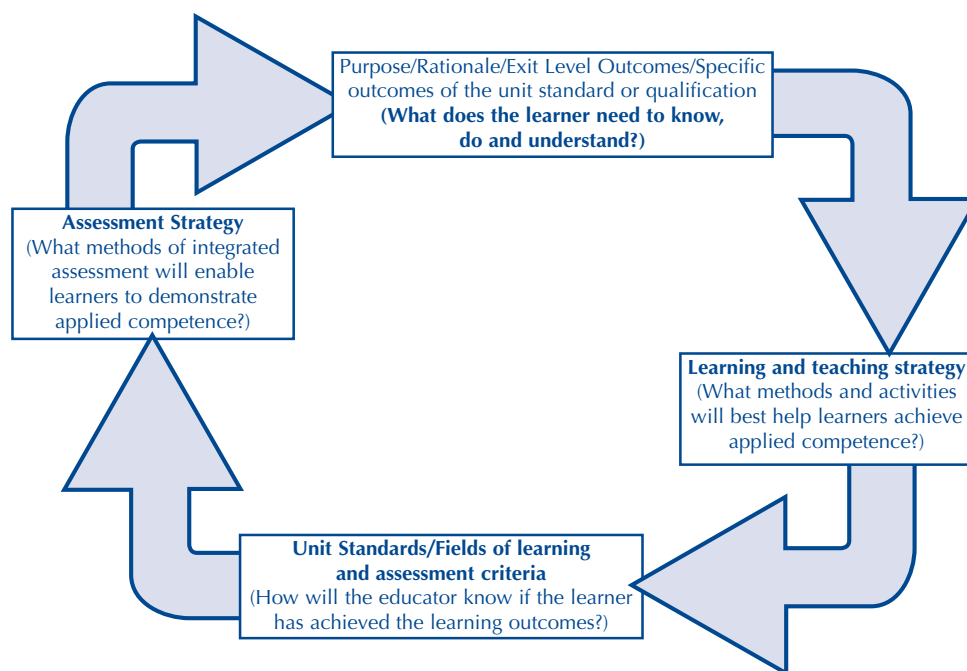 Purpose/Rationale/Exit Level Outcomes/Specific
outcomes of the unit standard or qualification
(What does the learner need to know,
do and understand?)
Assessment Strategy
(What methods of integrated
assessment will enable
learners to demonstrate
applied competence?)
Learning and teaching strategy
(What methods and activities
will best help learners achieve
applied competence?)
Unit Standards/Fields of learning
and assessment criteria
(How will the educator know if the learner
has achieved the learning outcomes?)